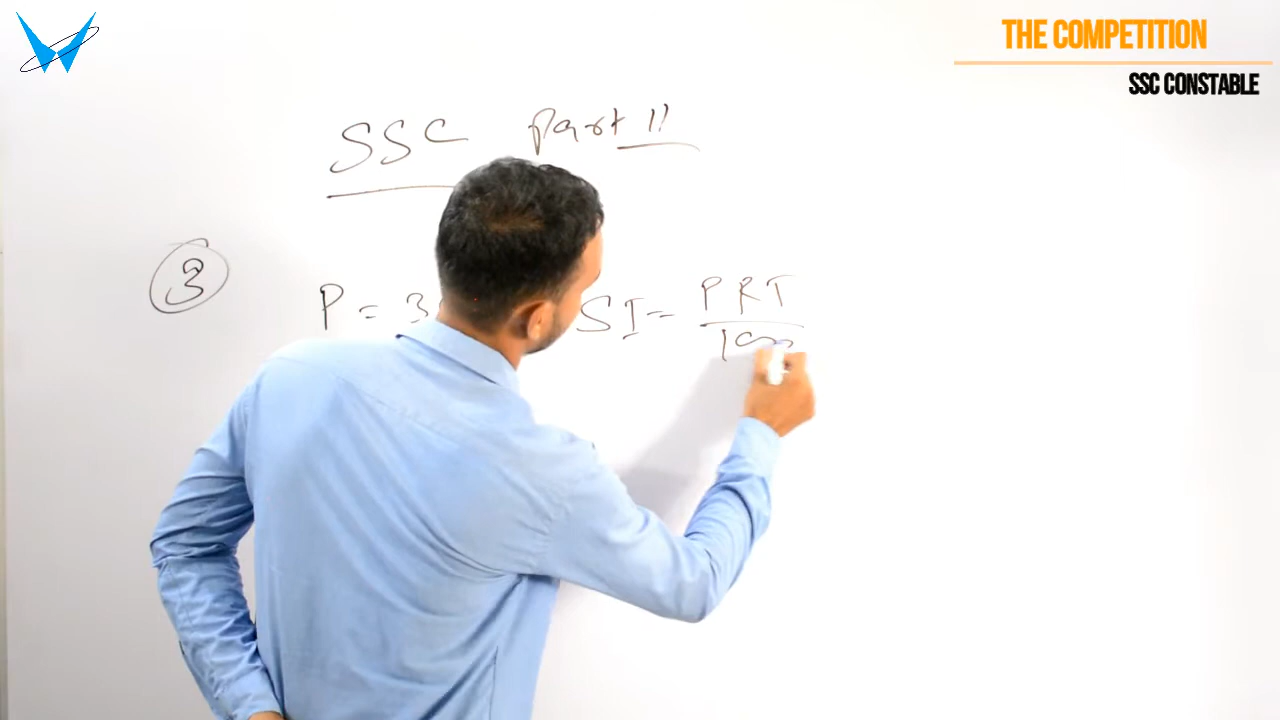 THE COMPETITION
SSC CONSTABLE
SSC Part 11
3
P = 3 SI = PRT
100